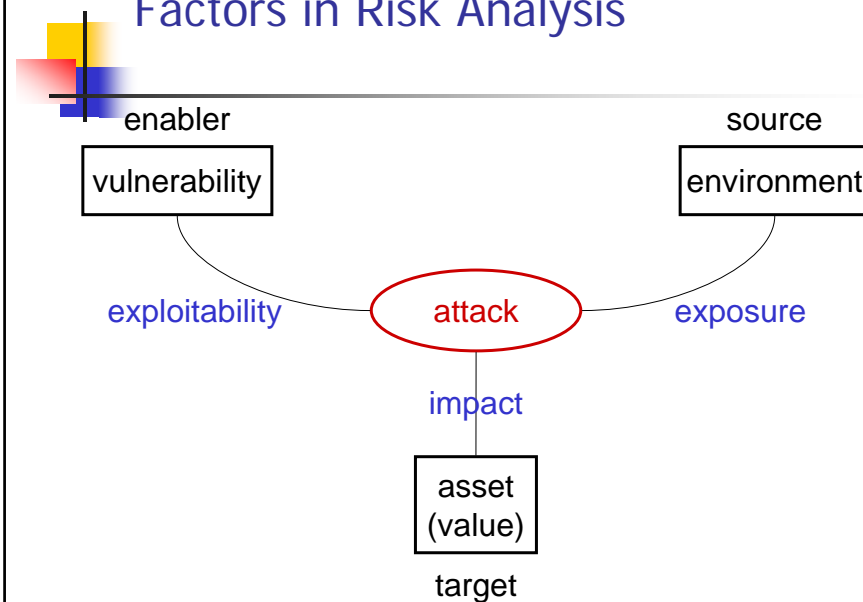 Factors in Risk Analysis
enabler
source
vulnerability
environment
exploitability
attack
exposure
impact
asset
(value)
target